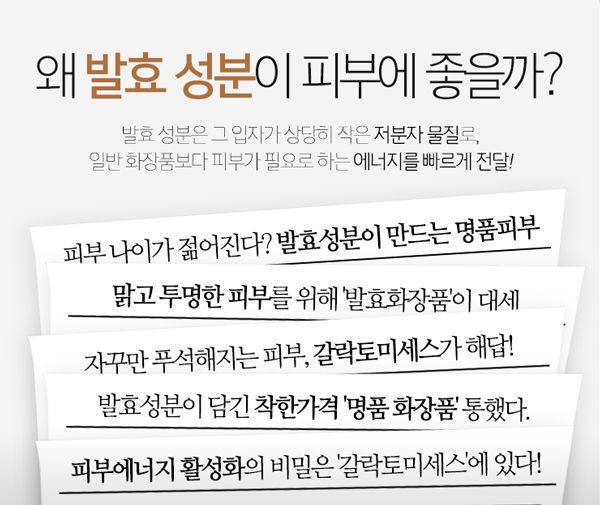 왜 발효 성분이 피부에 좋을까?
발효 성분은 그 입자가 상당히 작은 저분자 물질로,
일반 화장품보다 피부가 필요로 하는 에너지를 빠르게 전달!
피부 나이가 젊어진다? 발효성분이 만드는 명품피부
맑고 투명한 피부를 위해 '발효화장품'이 대세
자꾸만 푸석해지는 피부, 갈락토미세스가 해답!
발효성분이 담긴 착한가격 '명품 화장품' 통했다.
피부에너지 활성화의 비밀은 '갈락토미세스'에 있다!